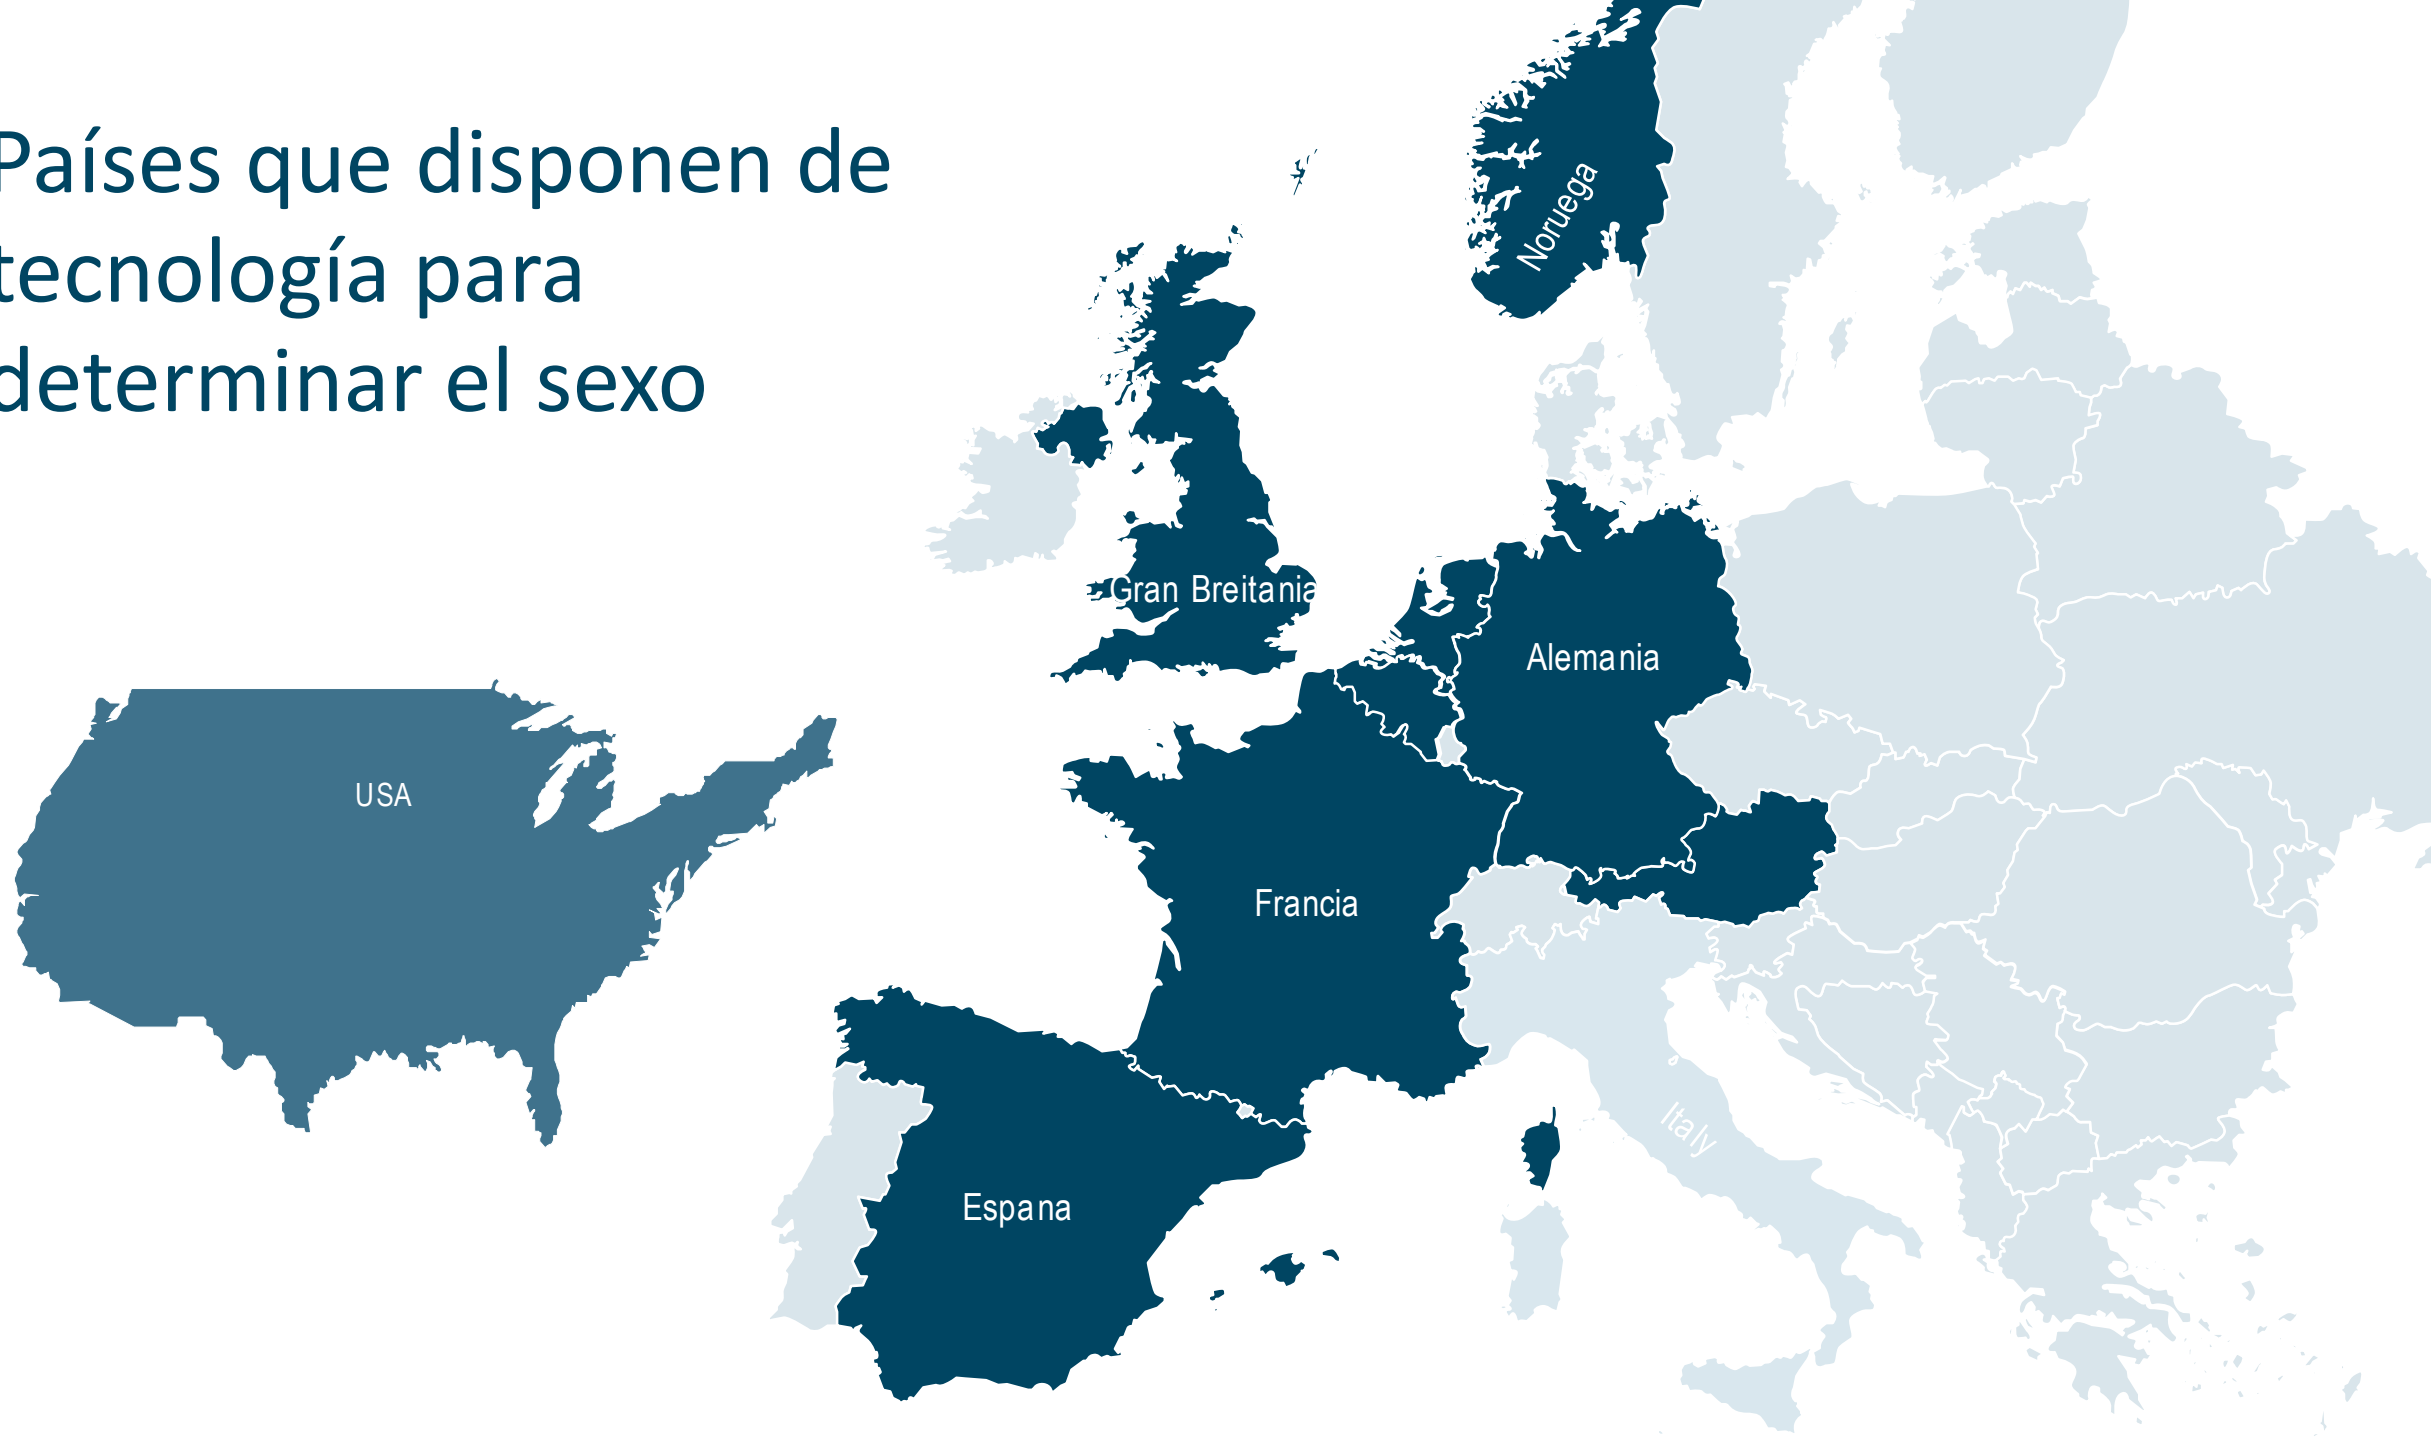 Países que disponen de
tecnología para
determinar el sexo
Noruega
Gran Breitania
Alemania
USA
Francia
Italy
Espana